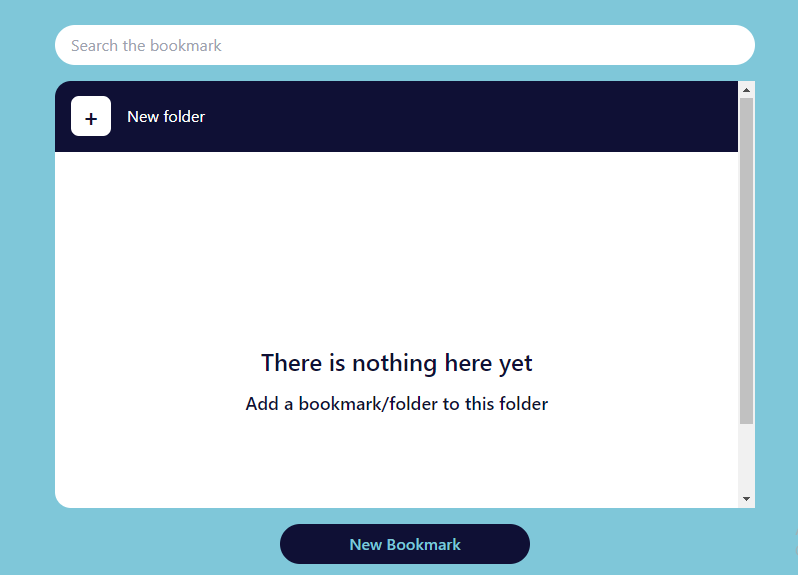 Search the bookmark
+ New folder
There is nothing here yet
Add a bookmark/folder to this folder
New Bookmark